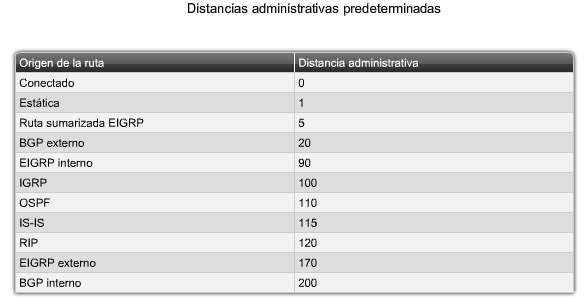 Distancias administrativas predeterminadas
Origen de la ruta Distancia administrativa
Conectado 0
Estática 1
Ruta sumarizada EIGRP 5
BGP externo 20
EIGRP interno 90
IGRP 100
OSPF 110
IS-IS 115
RIP 120
EIGRP externo 170
BGP interno 200